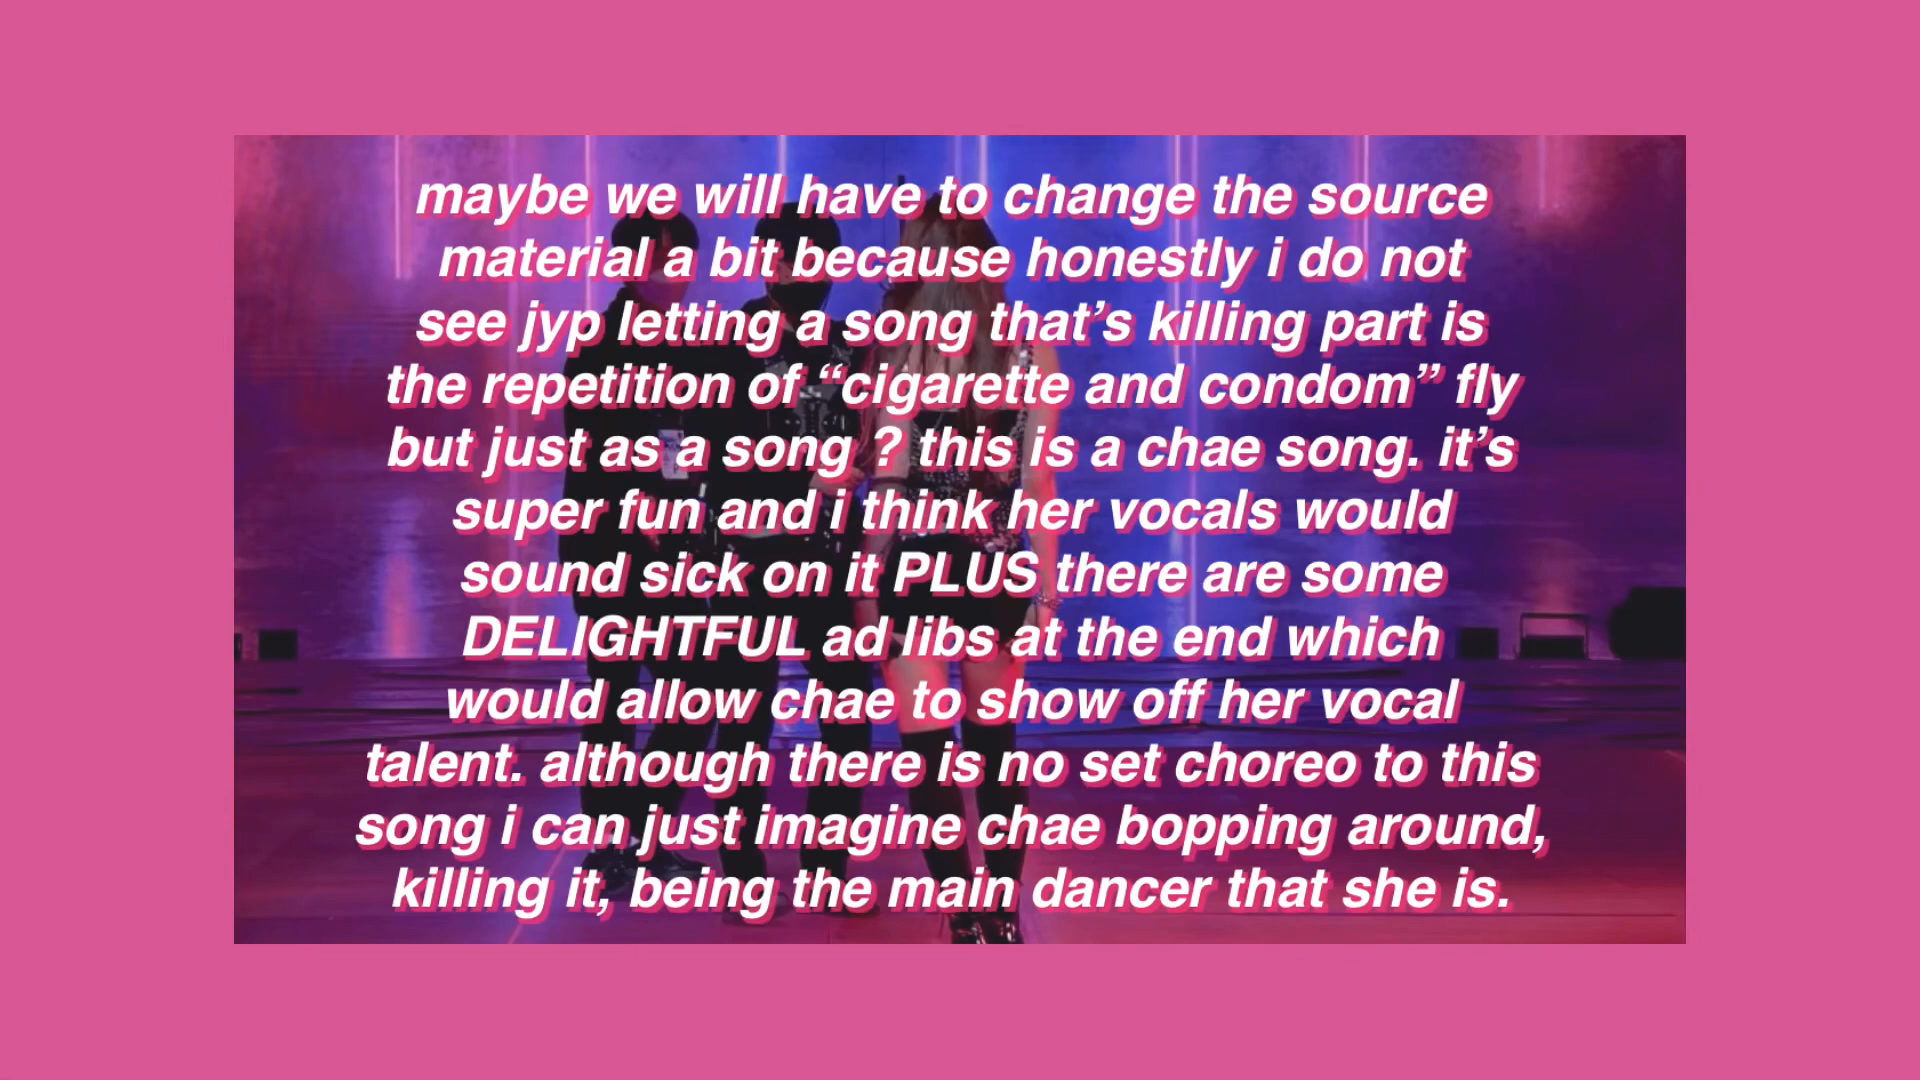 maybe we will have to change the source
material a bit because honestly i do not
see jyp letting a song that’s killing part is
the repetition of “cigarette and condom” fly
but just as a song ? this is a chae song. it’s
super fun and i think her vocals would
sound sick on it PLUS there are some
DELIGHTFUL ad libs at the end which
would allow chae to show off her vocal
talent. although there is no set choreo to this
song i can just imagine chae bopping around,
killing it, being the main dancer that she is.